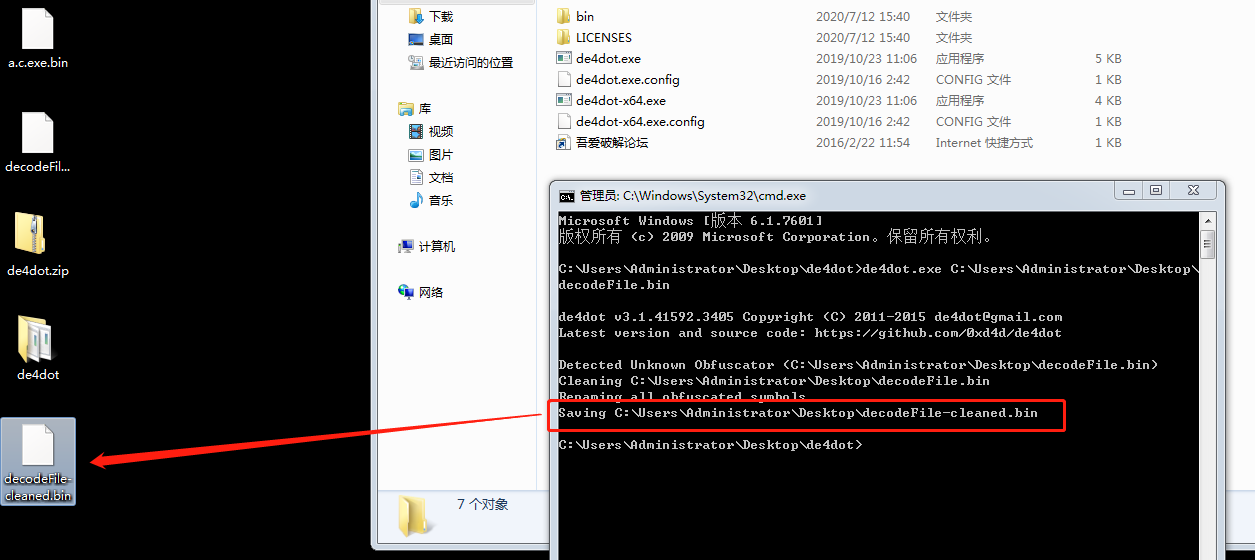 a.c.exe.bin
decodeFil...
de4dot.zip
de4dot
decodeFile-
cleaned.bin
下载
桌面
最近访问的位置
库
视频
图片
文档
音乐
计算机
网络
bin 2020/7/12 15:40 文件夹
LICENSES 2020/7/12 15:40 文件夹
de4dot.exe 2019/10/23 11:06 应用程序 5 KB
de4dot.exe.config 2019/10/16 2:42 CONFIG 文件 1 KB
de4dot-x64.exe 2019/10/23 11:06 应用程序 4 KB
de4dot-x64.exe.config 2019/10/16 2:42 CONFIG 文件 1 KB
吾爱破解论坛 2016/2/22 11:54 Internet 快捷方式 1 KB
7 个对象
管理员: C:\Windows\System32\cmd.exe
Microsoft Windows [版本 6.1.7601]
版权所有 (c) 2009 Microsoft Corporation。保留所有权利。
C:\Users\Administrator\Desktop\de4dot>de4dot.exe C:\Users\Administrator\Desktop\
decodeFile.bin
de4dot v3.1.41592.3405 Copyright (C) 2011-2015 de4dot@gmail.com
Latest version and source code: https://github.com/0xd4d/de4dot
Detected Unknown Obfuscator (C:\Users\Administrator\Desktop\decodeFile.bin)
Cleaning C:\Users\Administrator\Desktop\decodeFile.bin
Renaming all obfuscated symbols
Saving C:\Users\Administrator\Desktop\decodeFile-cleaned.bin
C:\Users\Administrator\Desktop\de4dot>